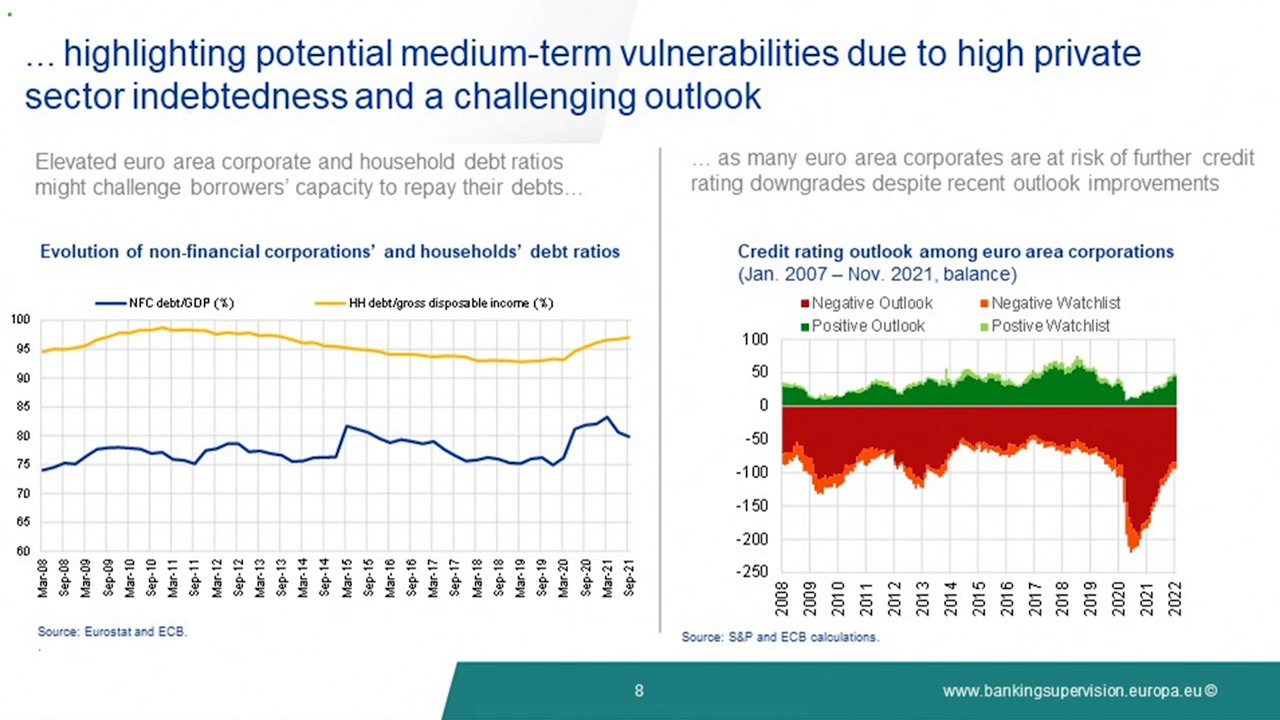 … highlighting potential medium-term vulnerabilities due to high private
sector indebtedness and a challenging outlook
Elevated euro area corporate and household debt ratios
might challenge borrowers' capacity to repay their debts…
Evolution of non-financial corporations' and households' debt ratios
NFC debt/GDP (%)
HH debt/gross disposable income (%)
100
95
90
85
80
75
70
65
60
Mar-08
Sep-08
Mar-09
Sep-09
Mar-10
Sep-10
Mar-11
Sep-11
Mar-12
Sep-12
Mar-13
Sep-13
Mar-14
Sep-14
Mar-15
Sep-15
Mar-16
Sep-16
Mar-17
Sep-17
Mar-18
Sep-18
Mar-19
Sep-19
Mar-20
Sep-20
Mar-21
Sep-21
Source: Eurostat and ECB.
… as many euro area corporates are at risk of further credit
rating downgrades despite recent outlook improvements
Credit rating outlook among euro area corporations
(Jan. 2007 – Nov. 2021, balance)
Negative Outlook
Negative Watchlist
Positive Outlook
Postive Watchlist
100
50
0
-50
-100
-150
-200
-250
2008
2009
2010
2011
2012
2013
2014
2015
2016
2017
2018
2019
2020
2021
2022
Source: S&P and ECB calculations.
8
www.bankingsupervision.europa.eu ©